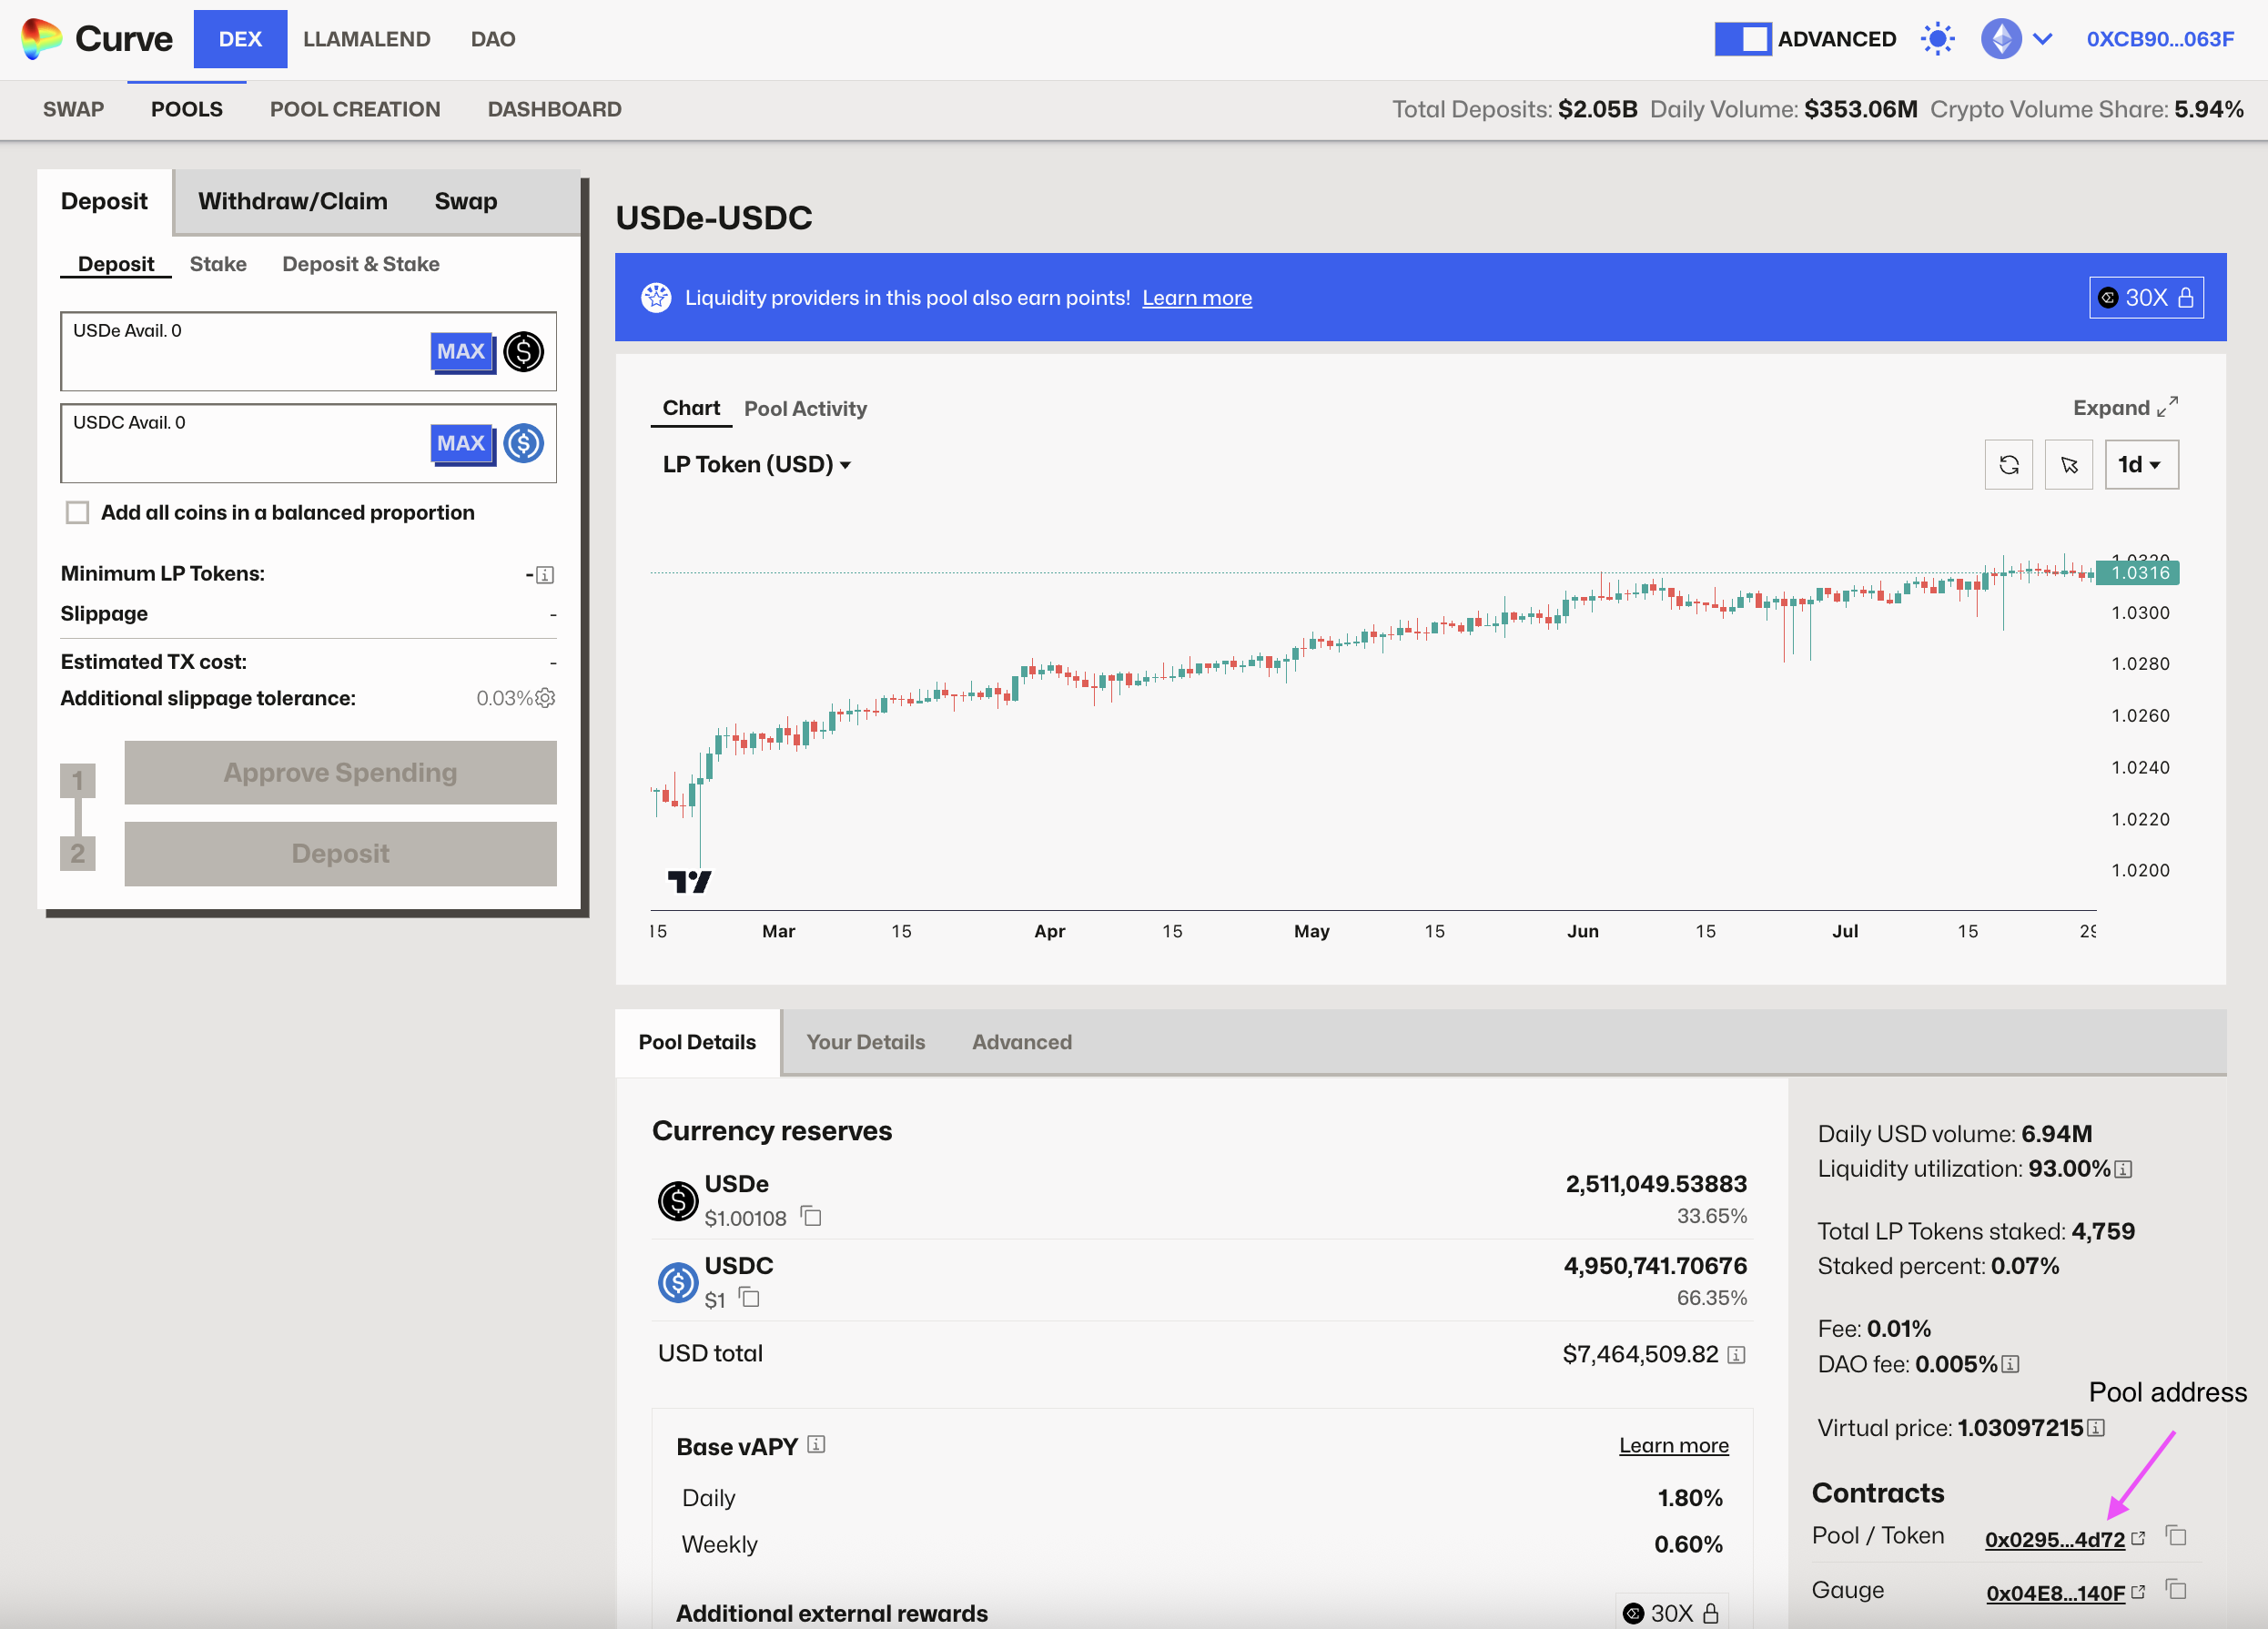 Curve DEX LLAMALEND DAO ADVANCED 0XCB90...063F
SWAP POOLS POOL CREATION DASHBOARD Total Deposits: $2.05B Daily Volume: $353.06M Crypto Volume Share: 5.94%
Deposit Withdraw/Claim Swap
Deposit Stake Deposit & Stake
USDe Avail. 0
MAX
USDC Avail. 0
MAX
Add all coins in a balanced proportion
Minimum LP Tokens: -
Slippage -
Estimated TX cost: -
Additional slippage tolerance: 0.03%
1 Approve Spending
2 Deposit
USDe-USDC
Liquidity providers in this pool also earn points! Learn more 30X
Chart Pool Activity Expand
LP Token (USD) 1d
1.0320
1.0316
1.0300
1.0280
1.0260
1.0240
1.0220
1.0200
15 Mar 15 Apr 15 May 15 Jun 15 Jul 15 29
Pool Details Your Details Advanced
Currency reserves
USDe 2,511,049.53883
$1.00108 33.65%
USDC 4,950,741.70676
$1 66.35%
USD total $7,464,509.82
Base vAPY Learn more
Daily 1.80%
Weekly 0.60%
Additional external rewards 30X
Daily USD volume: 6.94M
Liquidity utilization: 93.00%
Total LP Tokens staked: 4,759
Staked percent: 0.07%
Fee: 0.01%
DAO fee: 0.005%
Pool address
Virtual price: 1.03097215
Contracts
Pool / Token 0x0295...4d72
Gauge 0x04E8...140F